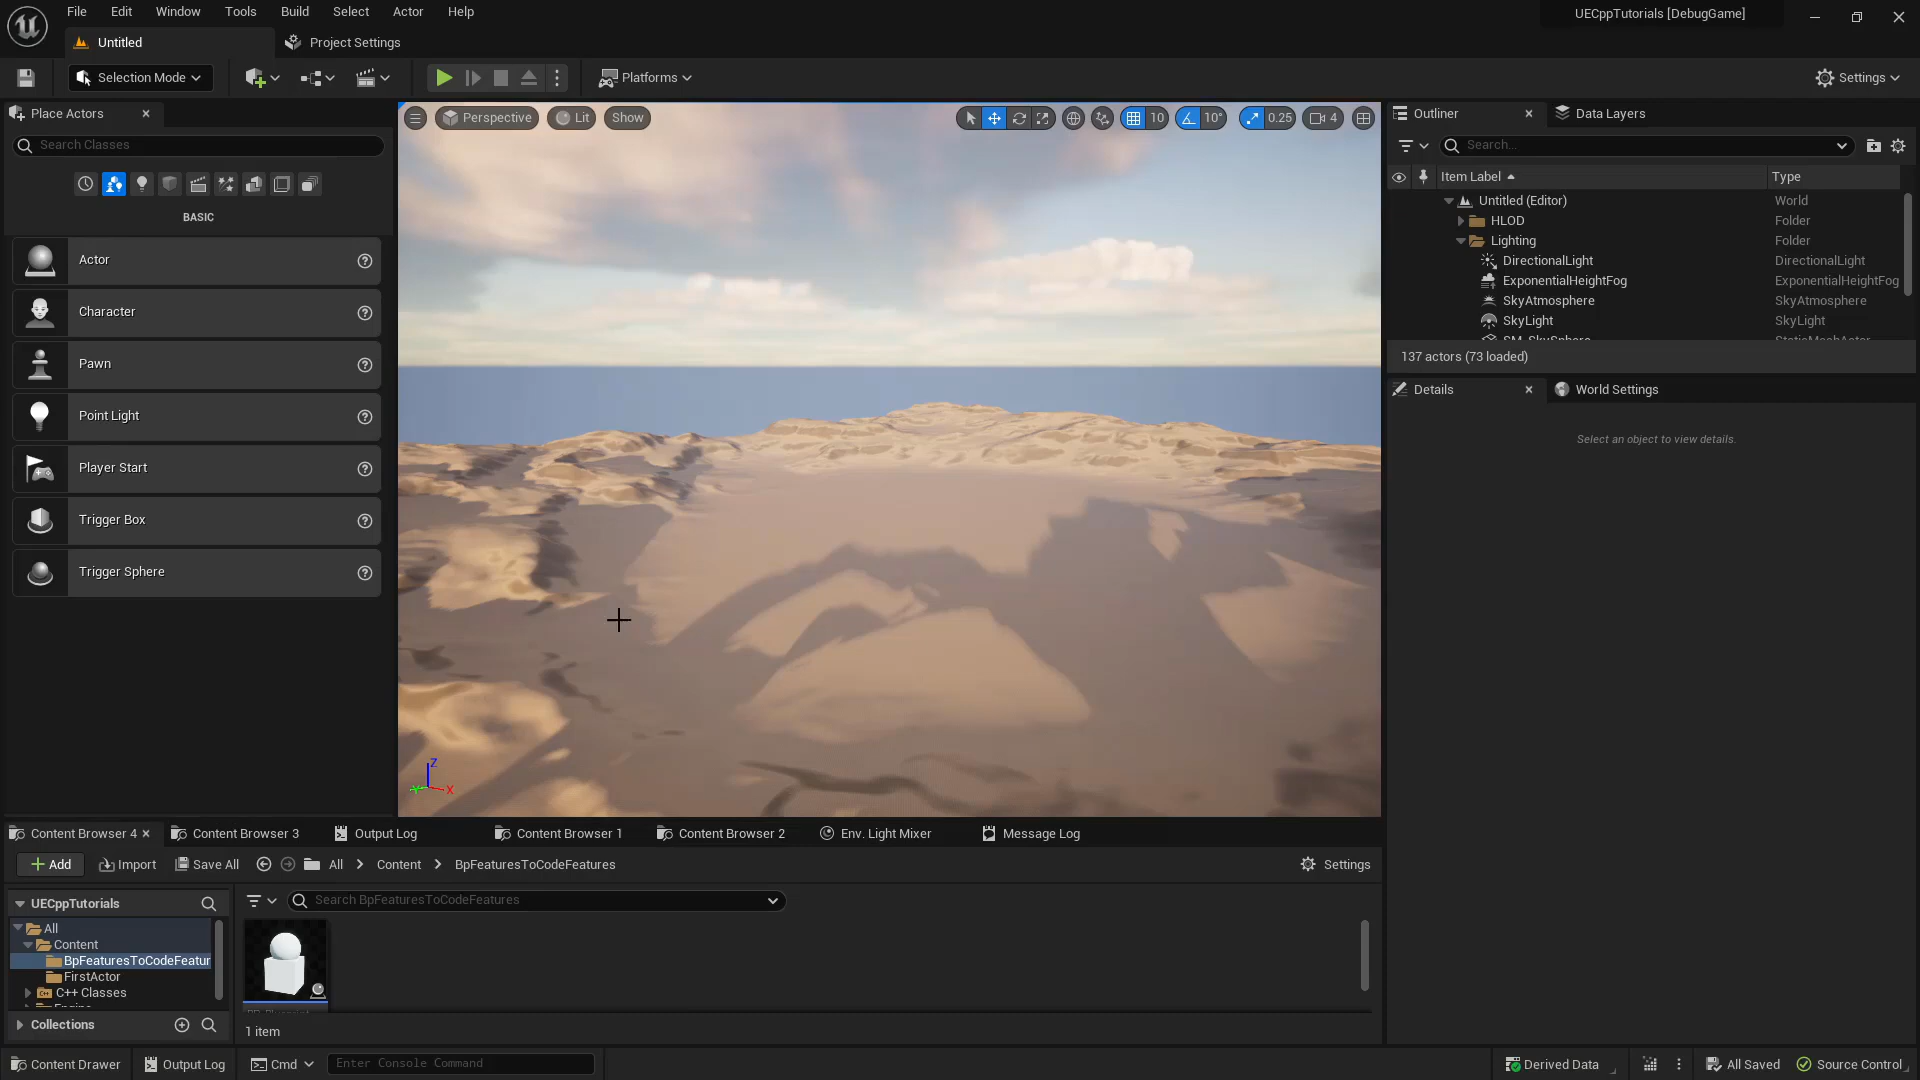 File Edit Window Tools Build Select Actor Help
UECppTutorials [DebugGame]
Untitled
Project Settings
Selection Mode
Platforms
Settings
Place Actors
Search Classes
BASIC
Actor
Character
Pawn
Point Light
Player Start
Trigger Box
Trigger Sphere
Perspective
Lit
Show
10
10°
0.25
4
Z
Y
X
Outliner
Data Layers
Search...
Item Label
Type
Untitled (Editor) World
HLOD Folder
Lighting Folder
DirectionalLight DirectionalLight
ExponentialHeightFog ExponentialHeightFog
SkyAtmosphere SkyAtmosphere
SkyLight SkyLight
SM_SkySphere StaticMeshActor
137 actors (73 loaded)
Details
World Settings
Select an object to view details.
Content Browser 4
Content Browser 3
Output Log
Content Browser 1
Content Browser 2
Env. Light Mixer
Message Log
Add
Import
Save All
All
Content
BpFeaturesToCodeFeatures
Settings
UECppTutorials
Search BpFeaturesToCodeFeatures
All
Content
BpFeaturesToCodeFeatur
FirstActor
C++ Classes
Engine
Collections
1 item
Content Drawer
Output Log
Cmd
Enter Console Command
Derived Data
All Saved
Source Control